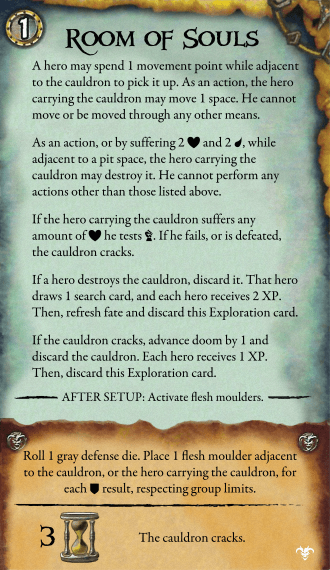 1
Room of Souls
A hero may spend 1 movement point while adjacent
to the cauldron to pick it up. As an action, the hero
carrying the cauldron may move 1 space. He cannot
move or be moved through any other means.
As an action, or by suffering 2 and 2 , while
adjacent to a pit space, the hero carrying the
cauldron may destroy it. He cannot perform any
actions other than those listed above.
If the hero carrying the cauldron suffers any
amount of he tests . If he fails, or is defeated,
the cauldron cracks.
If a hero destroys the cauldron, discard it. That hero
draws 1 search card, and each hero receives 2 XP.
Then, refresh fate and discard this Exploration card.
If the cauldron cracks, advance doom by 1 and
discard the cauldron. Each hero receives 1 XP.
Then, discard this Exploration card.
AFTER SETUP: Activate flesh moulders.
Roll 1 gray defense die. Place 1 flesh moulder adjacent
to the cauldron, or the hero carrying the cauldron, for
each result, respecting group limits.
3 The cauldron cracks.